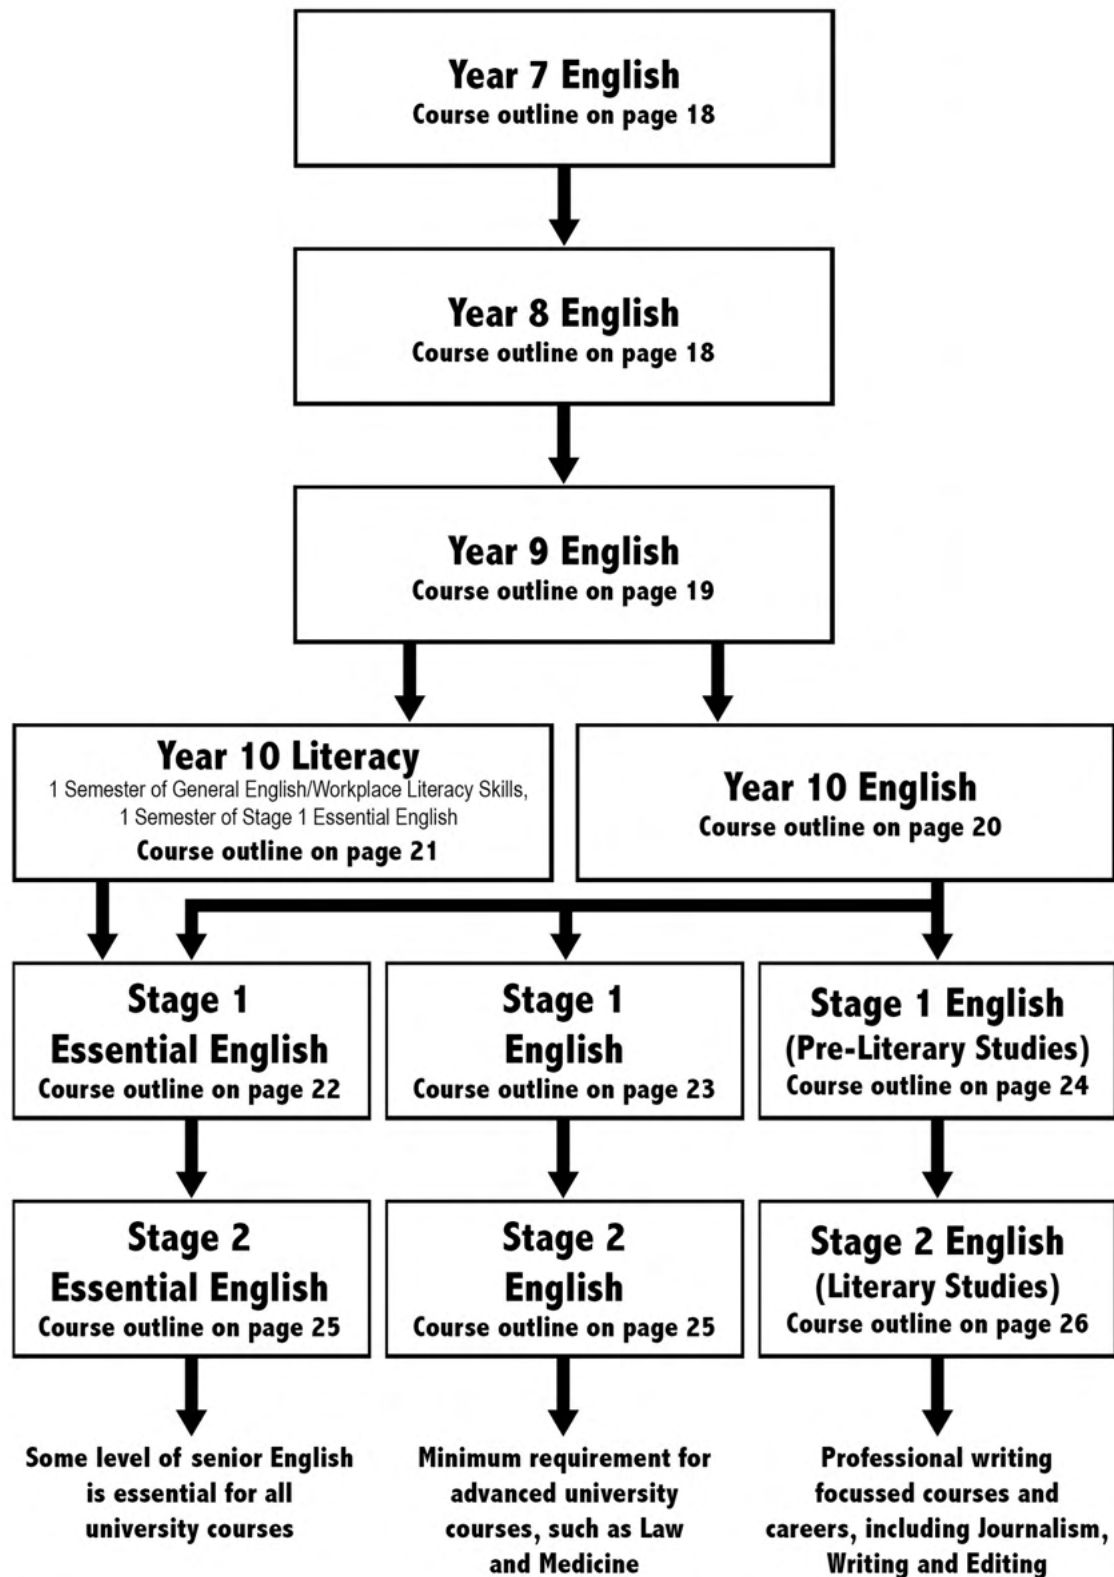 Year 7 English
Course outline on page 18
Year 8 English
Course outline on page 18
Year 9 English
Course outline on page 19
Year 10 Literacy
1 Semester of General English/Workplace Literacy Skills,
1 Semester of Stage 1 Essential English
Course outline on page 21
Year 10 English
Course outline on page 20
Stage 1
Essential English
Course outline on page 22
Stage 1
English
Course outline on page 23
Stage 1 English
(Pre-Literary Studies)
Course outline on page 24
Stage 2
Essential English
Course outline on page 25
Stage 2
English
Course outline on page 25
Stage 2 English
(Literary Studies)
Course outline on page 26
Some level of senior English
is essential for all
university courses
Minimum requirement for
advanced university
courses, such as Law
and Medicine
Professional writing
focussed courses and
careers, including Journalism,
Writing and Editing